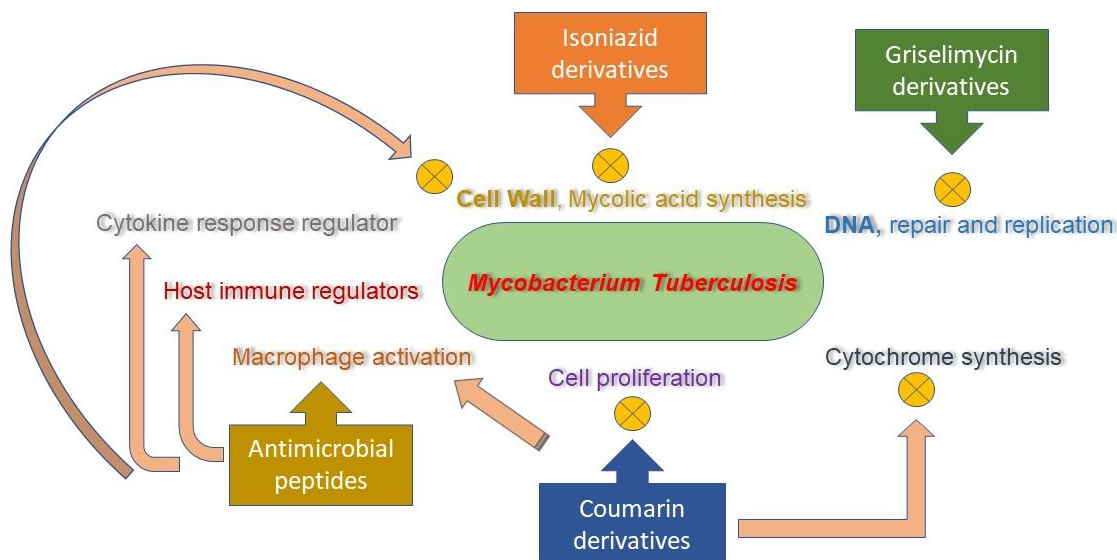 Isoniazid
derivatives
Griselimycin
derivatives
Cell Wall, Mycolic acid synthesis
Cytokine response regulator
DNA, repair and replication
Host immune regulators
Mycobacterium Tuberculosis
Macrophage activation
Cell proliferation
Cytochrome synthesis
Antimicrobial
peptides
Coumarin
derivatives